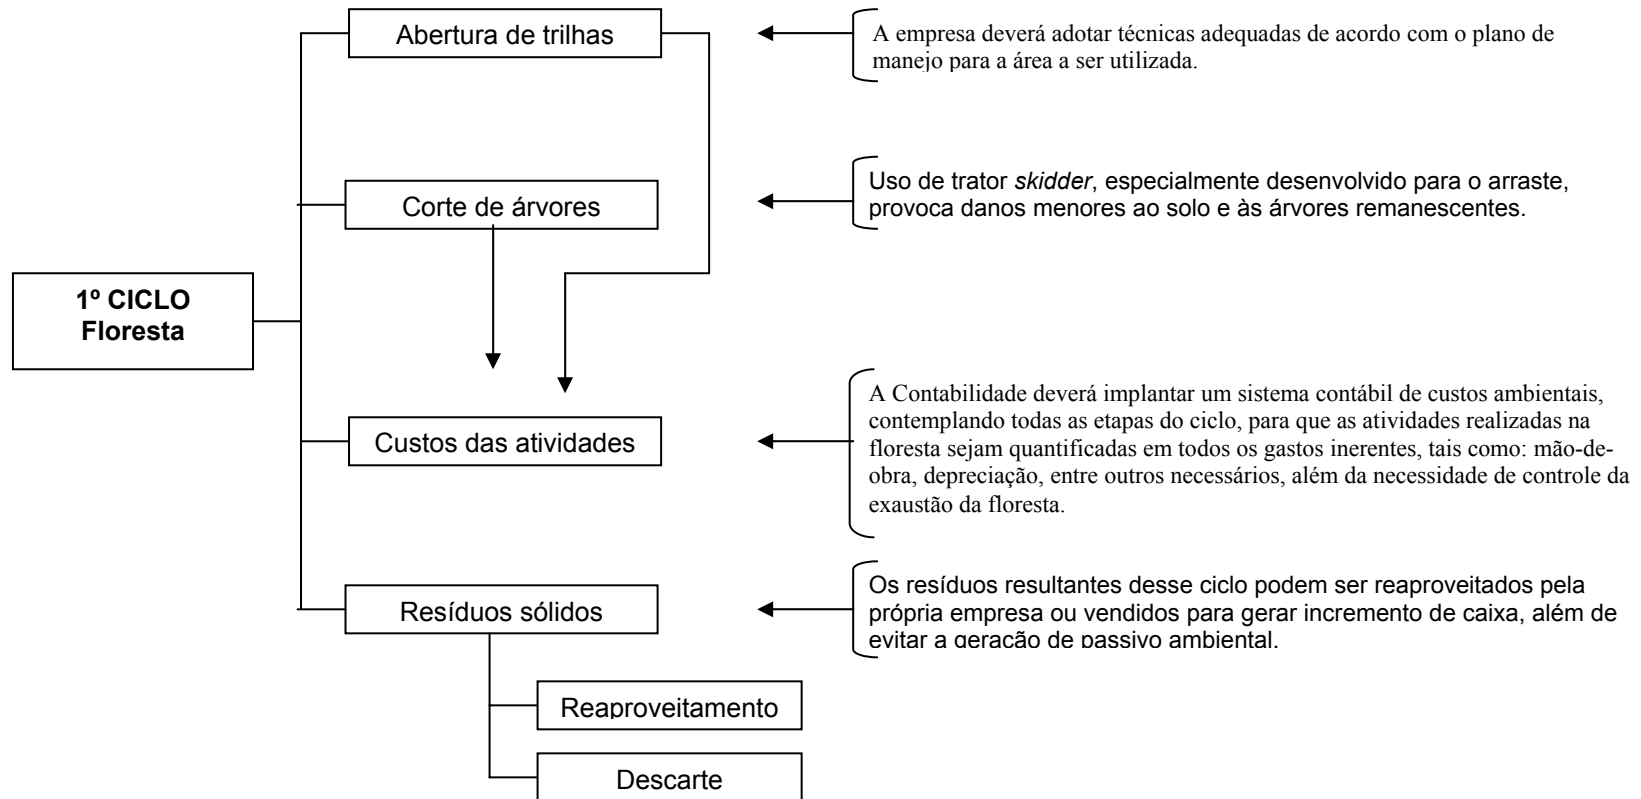 Abertura de trilhas
A empresa deverá adotar técnicas adequadas de acordo com o plano de
manejo para a área a ser utilizada.
Corte de árvores
Uso de trator skidder, especialmente desenvolvido para o arraste,
provoca danos menores ao solo e às árvores remanescentes.
1º CICLO
Floresta
Custos das atividades
A Contabilidade deverá implantar um sistema contábil de custos ambientais,
contemplando todas as etapas do ciclo, para que as atividades realizadas na
floresta sejam quantificadas em todos os gastos inerentes, tais como: mão-de-
obra, depreciação, entre outros necessários, além da necessidade de controle da
exaustão da floresta.
Resíduos sólidos
Os resíduos resultantes desse ciclo podem ser reaproveitados pela
própria empresa ou vendidos para gerar incremento de caixa, além de
evitar a geração de passivo ambiental.
Reaproveitamento
Descarte